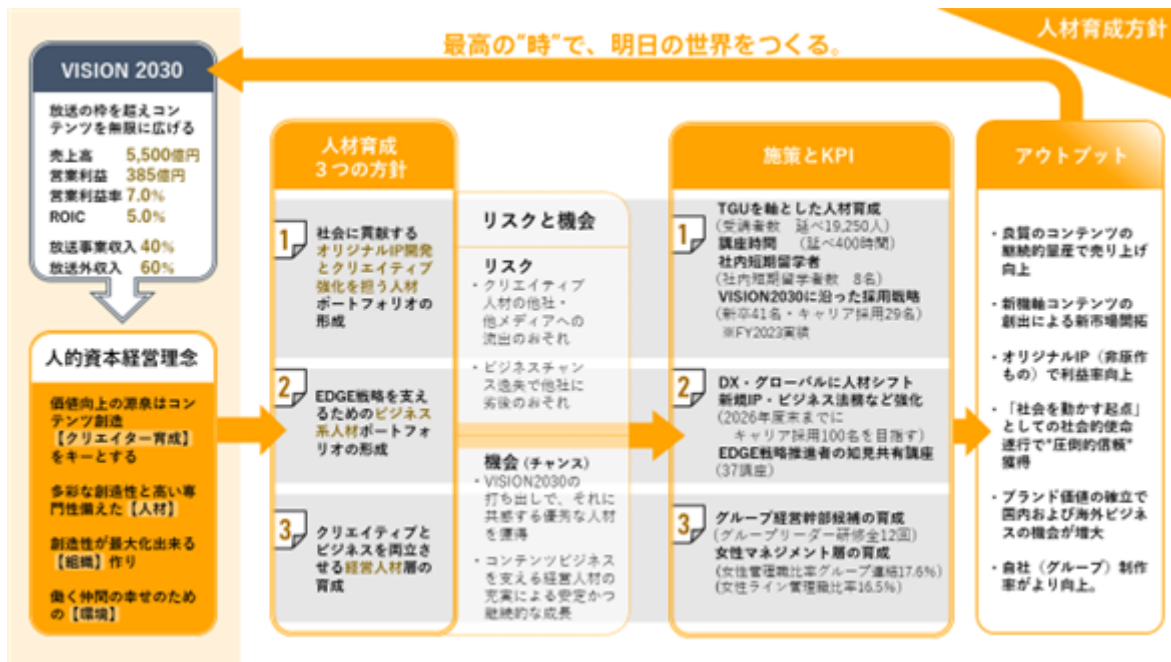 人材育成方針
最高の"時"で、明日の世界をつくる。
VISION 2030
放送の枠を超えコン
テンツを無限に広げる
売上高 5,500億円
営業利益 385億円
営業利益率 7.0%
ROIC 5.0%
放送事業収入 40%
放送外収入 60%
人的資本経営理念
価値向上の源泉はコン
テンツ創造
【クリエイター育成】
をキーとする
多彩な創造性と高い専
門性備えた【人材】
創造性が最大化出来る
【組織】作り
働く仲間の幸せのため
の【環境】
人材育成
3つの方針
1
社会に貢献する
オリジナルIP開発
とクリエイティブ
強化を担う人材
ポートフォリオの
形成
2
EDGE戦略を支え
るためのビジネス
系人材ポートフォ
リオの形成
3
クリエイティブと
ビジネスを両立さ
せる経営人材層の
育成
リスクと機会
リスク
・クリエイティブ
人材の他社・
他メディアへの
流出のおそれ
・ビジネスチャン
ス逸失で他社に
劣後のおそれ
機会(チャンス)
・VISION2030の
打ち出しで、それに
共感する優秀な人材
を獲得
・コンテンツビジネス
を支える経営人材の
充実による安定かつ
継続的な成長
施策とKPI
1
TGUを軸とした人材育成
(受講者数 延べ19,250人)
講座時間 (延べ400時間)
社内短期留学者
(社内短期留学者数 8名)
VISION2030に沿った採用戦略
(新卒41名・キャリア採用29名)
※FY2023実績
2
DX・グローバルに人材シフト
新規IP・ビジネス法務など強化
(2026年度末までに
キャリア採用100名を目指す)
EDGE戦略推進者の知見共有講座
(37講座)
3
グループ経営幹部候補の育成
(グループリーダー研修全12回)
女性マネジメント層の育成
(女性管理職比率グループ連結17.6%)
(女性ライン管理職比率16.5%)
アウトプット
・良質のコンテンツの
継続的量産で売り上げ
向上
・新機軸コンテンツの
創出による新市場開拓
・オリジナルIP(非原作
もの)で利益率向上
・「社会を動かす起点」
としての社会的使命
遂行で"圧倒的信頼"
獲得
・ブランド価値の確立で
国内および海外ビジネ
スの機会が増大
・自社(グループ)制作
率がより向上。